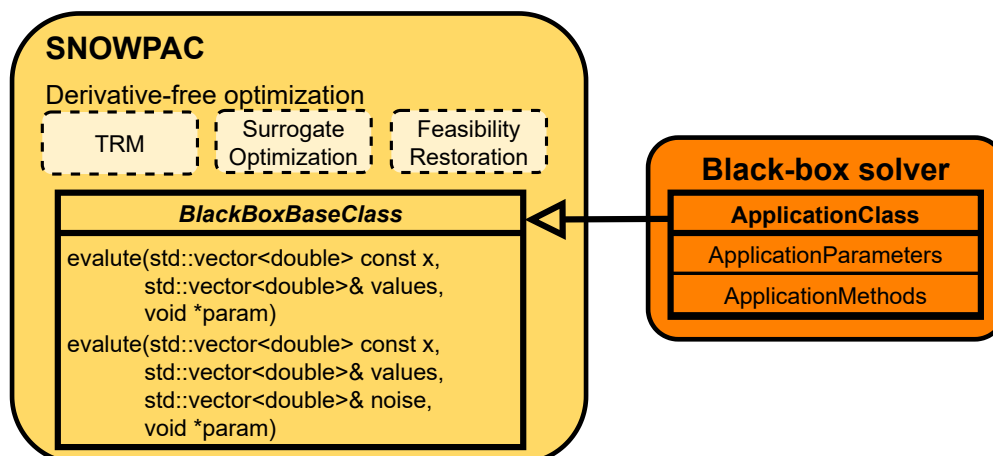 SNOWPAC
Derivative-free optimization
TRM
Surrogate
Optimization
Feasibility
Restoration
BlackBoxBaseClass
evalute(std::vector<double> const x,
std::vector<double>& values,
void *param)
evalute(std::vector<double> const x,
std::vector<double>& values,
std::vector<double>& noise,
void *param)
Black-box solver
ApplicationClass
ApplicationParameters
ApplicationMethods